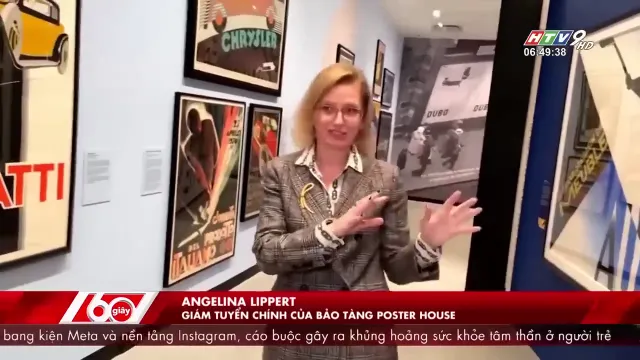 CHRYSLER
HTV9 HD
06:49:38
ATTI
DUBO
DUBON
60 giây
ANGELINA LIPPERT
GIÁM TUYỂN CHÍNH CỦA BẢO TÀNG POSTER HOUSE
bang kiện Meta và nền tảng Instagram, cáo buộc gây ra khủng hoảng sức khỏe tâm thần ở người trẻ